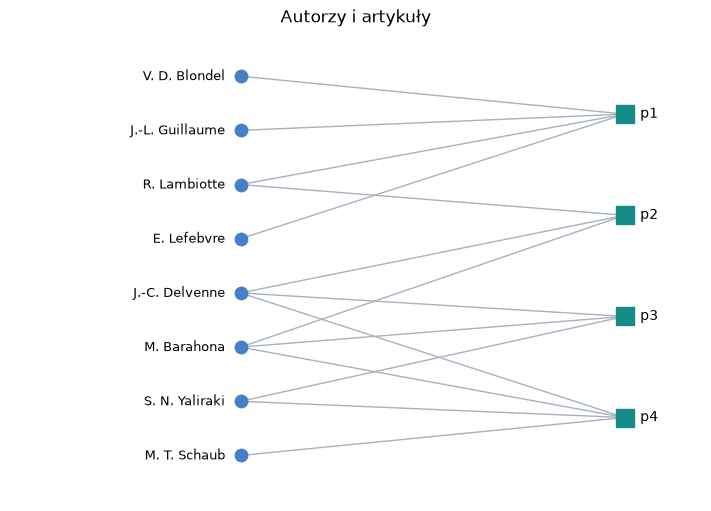 Autorzy i artykuły
V. D. Blondel
J.-L. Guillaume
R. Lambiotte
E. Lefebvre
J.-C. Delvenne
M. Barahona
S. N. Yaliraki
M. T. Schaub
p1
p2
p3
p4